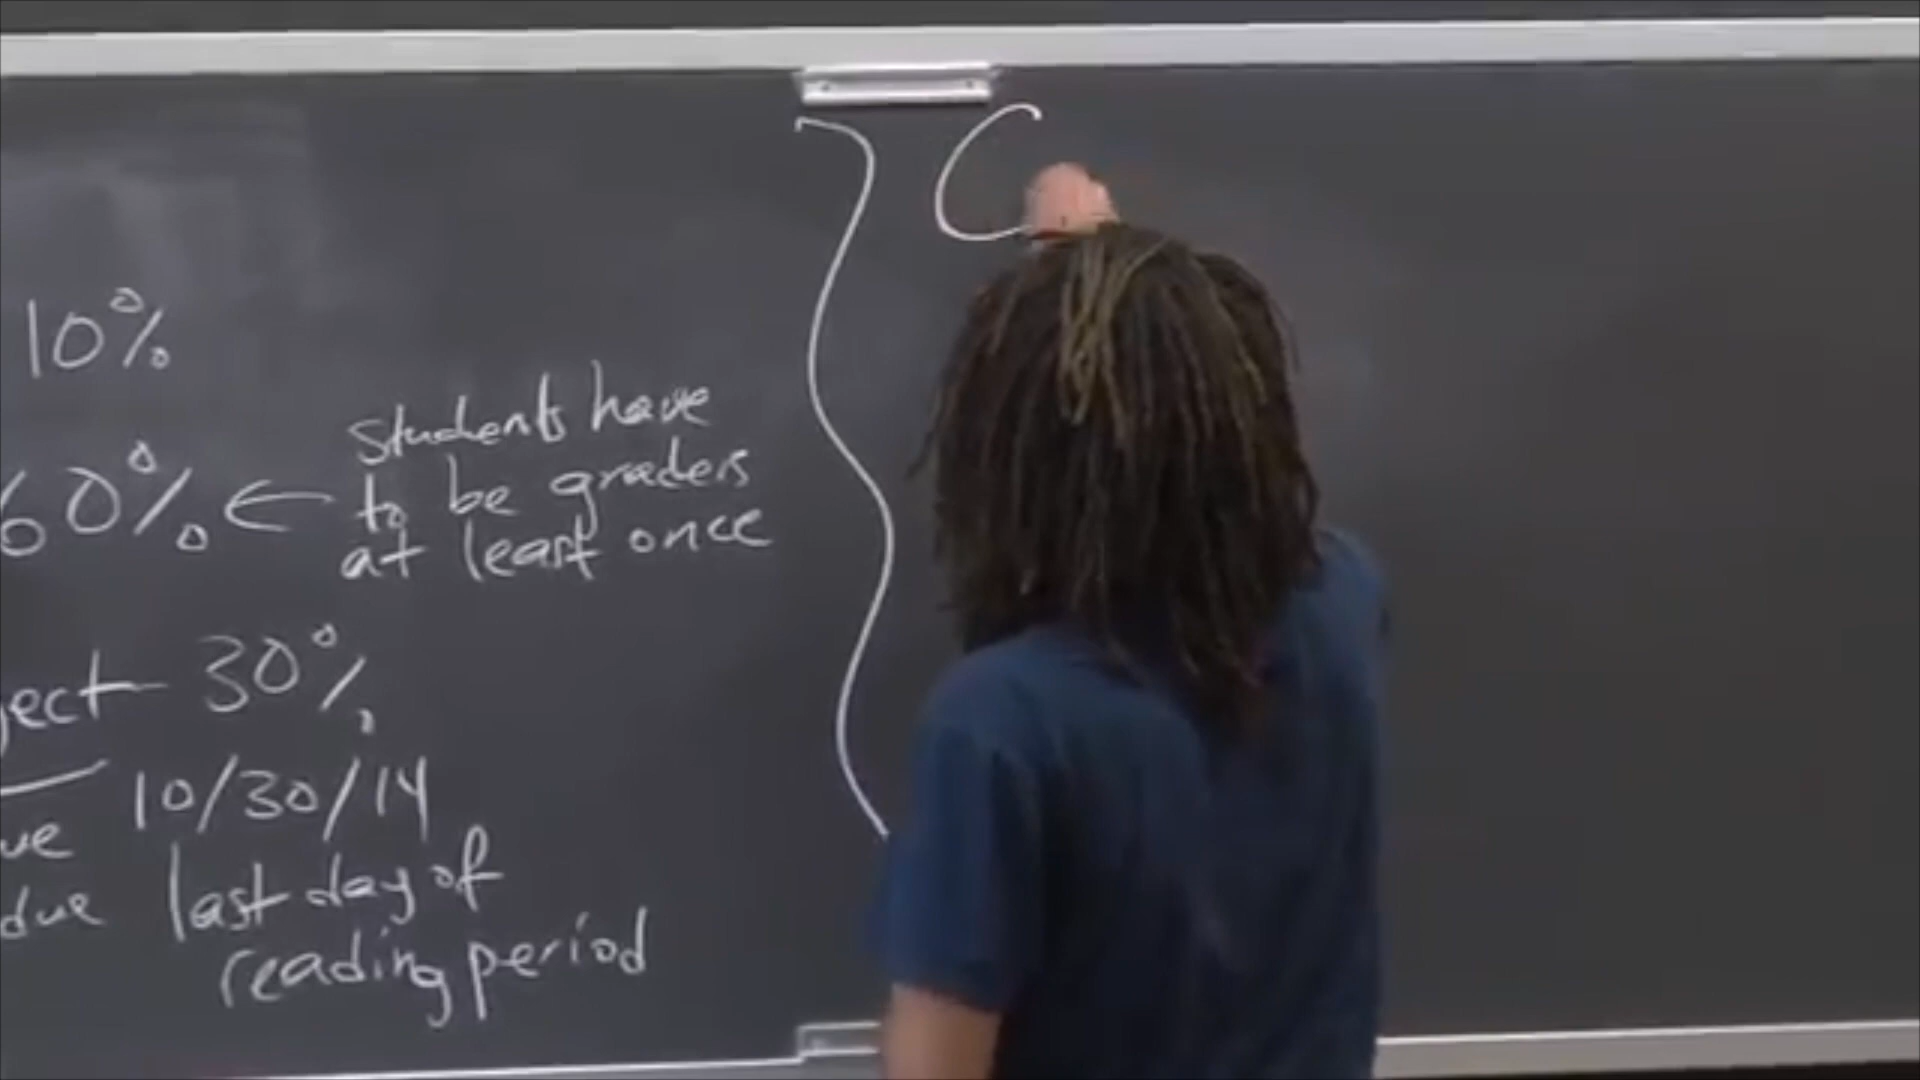 10%
60% ← students have
to be graders
at least once
ject - 30%
10/30/14
ue
due last day of
reading period
C